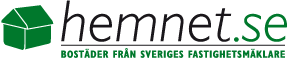 hemnet.se
BOSTÄDER FRÅN SVERIGES FASTIGHETSMÄKLARE